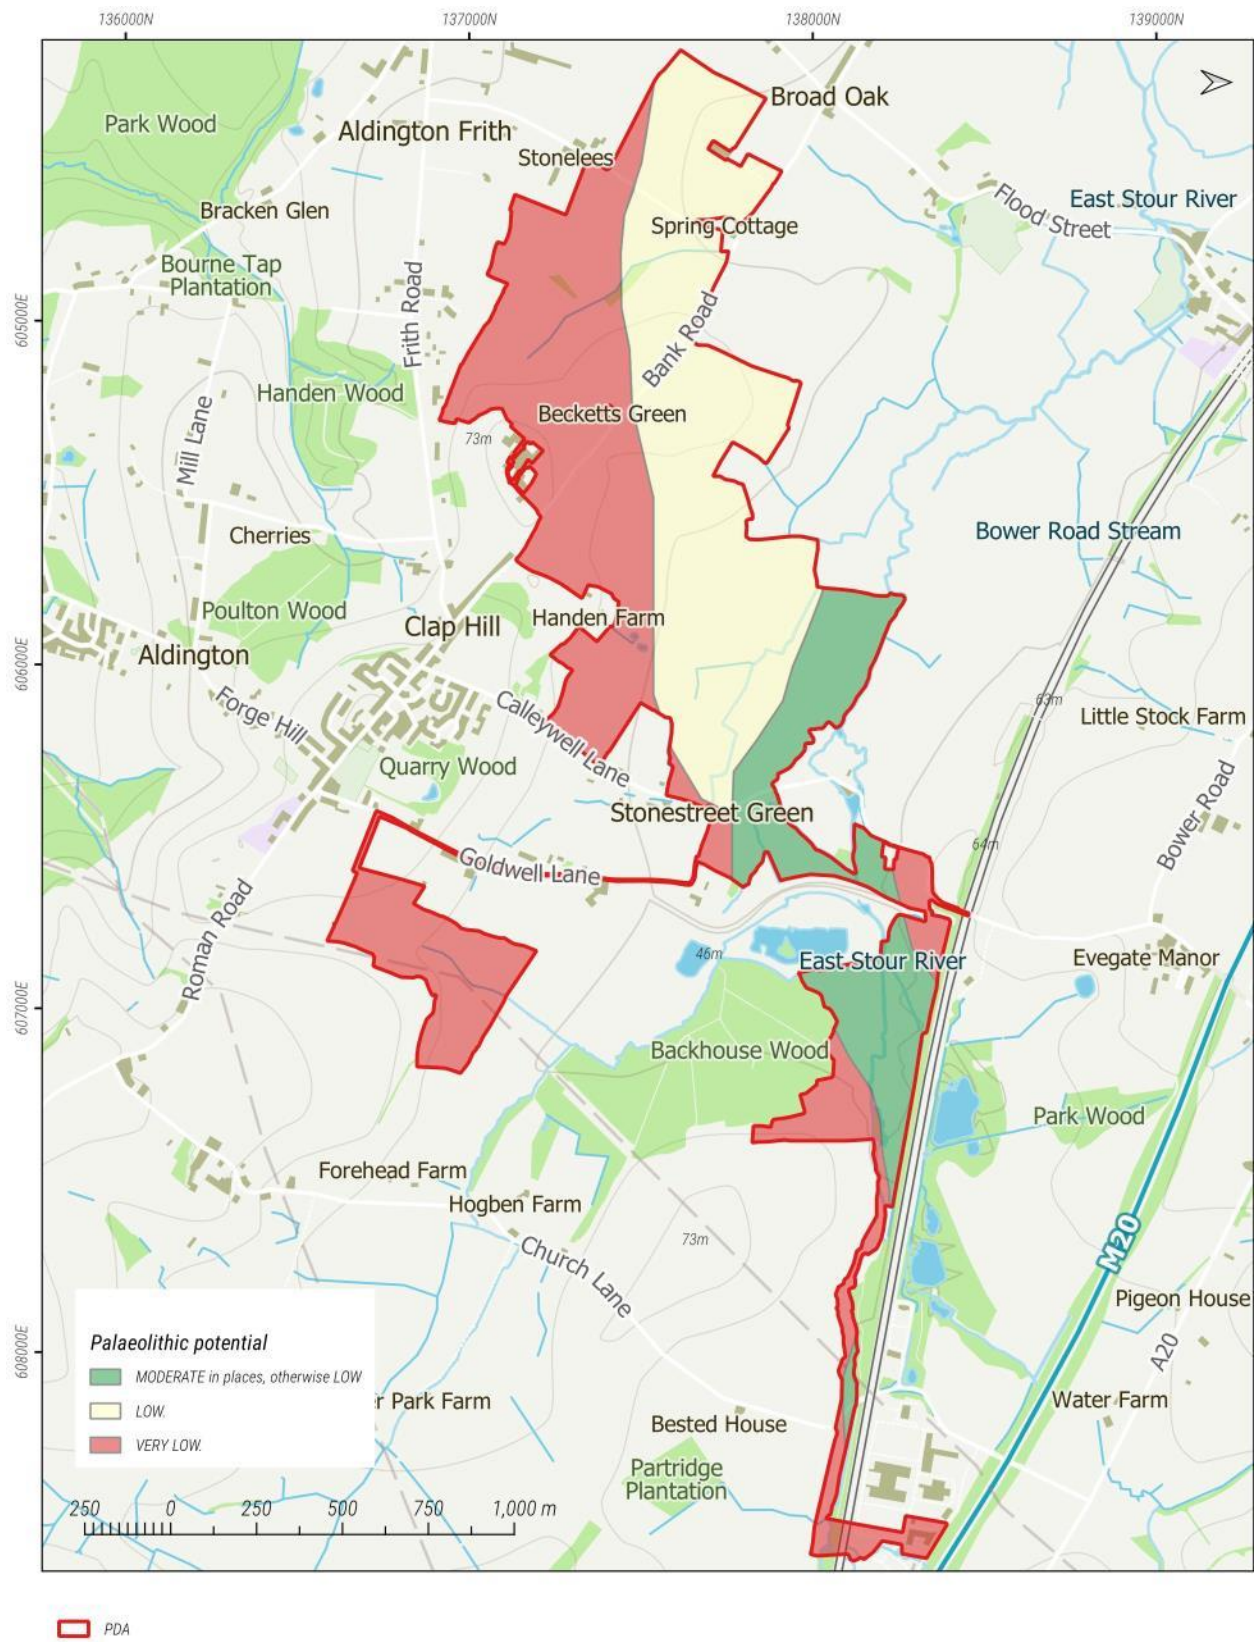 136000N
137000N
138000N
139000N
Broad Oak
Park Wood
Aldington Frith
Stonelees
East Stour River
Flood Street
Bracken Glen
Spring Cottage
Bourne Tap
Plantation
605000E
Frith Road
Bank Road
Handen Wood
Becketts Green
73m
Mill Lane
Cherries
Bower Road Stream
Poulton Wood
Clap Hill
Handen Farm
Aldington
606000E
Forge Hill
Calleywell Lane
63m
Little Stock Farm
Quarry Wood
Bower Road
Stonestreet Green
64m
Goldwell Lane
Roman Road
46m
East Stour River
Evegate Manor
607000E
Backhouse Wood
Park Wood
Forehead Farm
Hogben Farm
73m
Church Lane
M20
Pigeon House
Palaeolithic potential
MODERATE in places, otherwise LOW
LOW.
VERY LOW.
608000E
A20
er Park Farm
Water Farm
Bested House
Partridge
Plantation
250 0 250 500 750 1,000 m
PDA